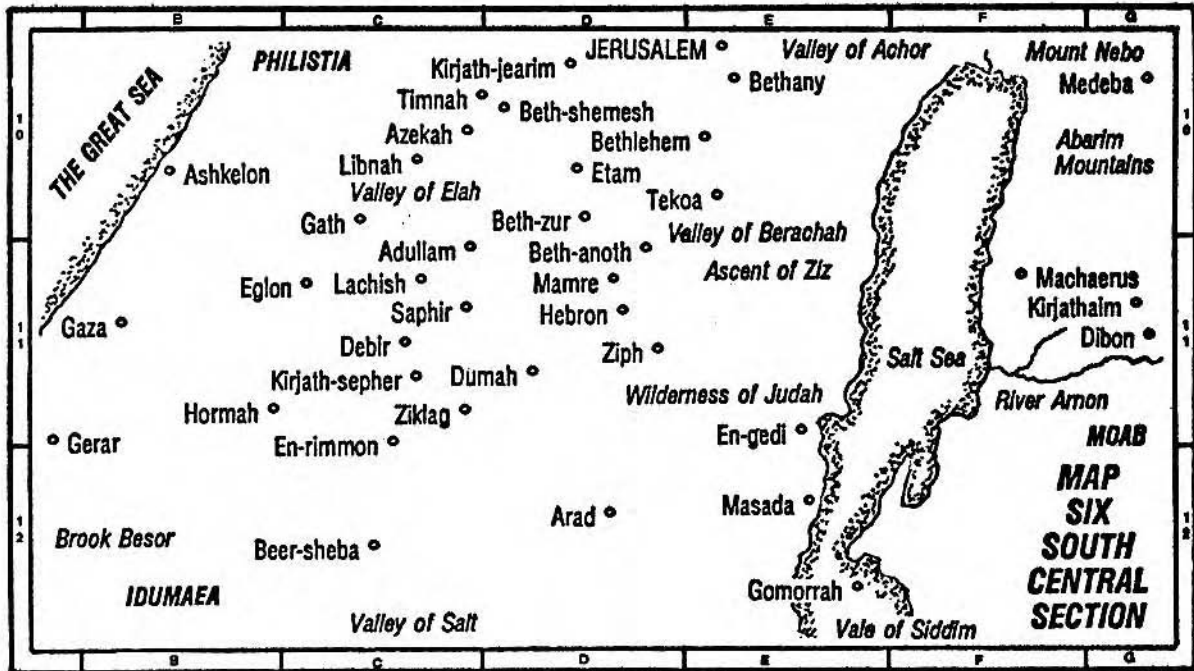 B C D E F G
PHILISTIA
JERUSALEM
Valley of Achor
Mount Nebo
Kirjath-jearim
Bethany
Medeba
Timnah
Beth-shemesh
10
10
THE GREAT SEA
Azekah
Bethlehem
Abarim
Mountains
Libnah
Ashkelon
Etam
Valley of Elah
Tekoa
Gath
Beth-zur
Valley of Berachah
Adullam
Beth-anoth
Ascent of Ziz
Eglon
Lachish
Mamre
Machaerus
Saphir
Hebron
Kirjathaim
Gaza
11
11
Debir
Ziph
Salt Sea
Dibon
Kirjath-sepher
Dumah
Wilderness of Judah
River Arnon
Hormah
Ziklag
En-gedi
MOAB
Gerar
En-rimmon
Masada
Arad
MAP
SIX
SOUTH
CENTRAL
SECTION
12
12
Brook Besor
Beer-sheba
IDUMAEA
Gomorrah
Valley of Salt
Vale of Siddim
B C D E F G